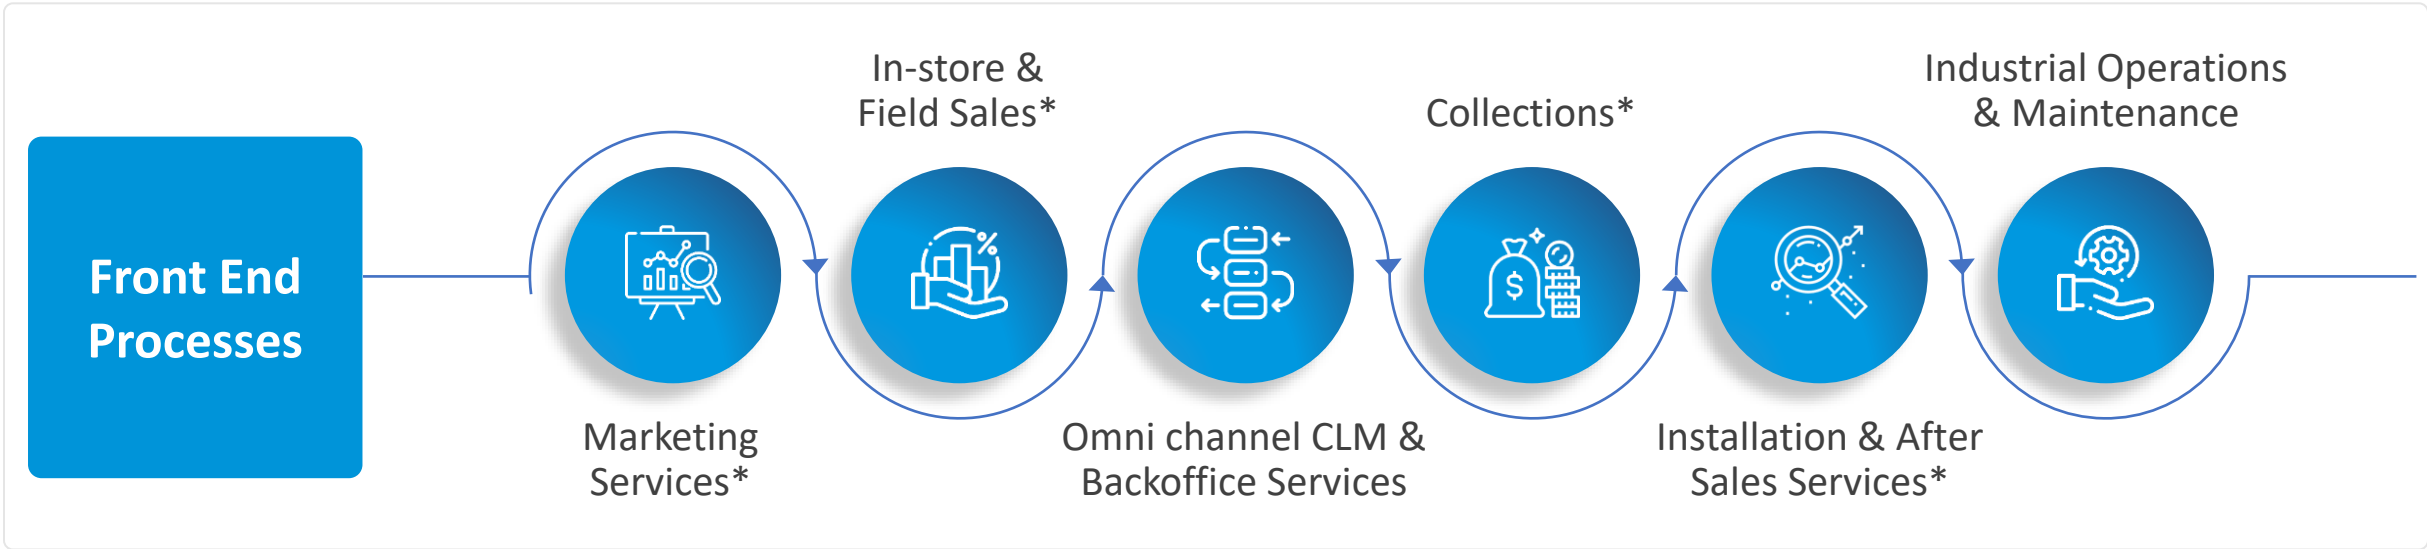 Front End
Processes
Marketing
Services*
In-store &
Field Sales*
Omni channel CLM &
Backoffice Services
Collections*
Installation & After
Sales Services*
Industrial Operations
& Maintenance
%
$